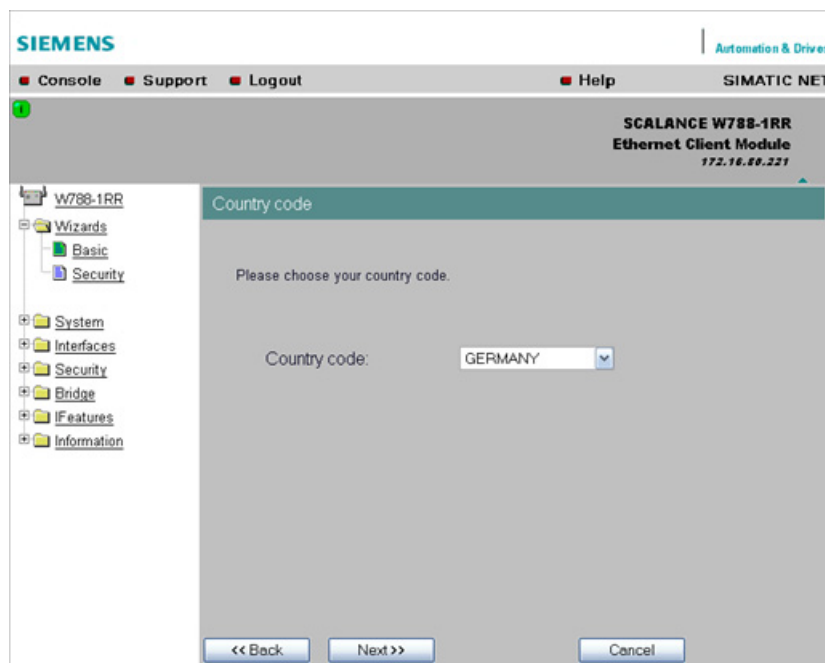 SIEMENS
Automation & Drives
Console Support Logout Help SIMATIC NET
SCALANCE W788-1RR
Ethernet Client Module
172.16.80.221
W788-1RR
Wizards
Basic
Security
System
Interfaces
Security
Bridge
IFeatures
Information
Country code
Please choose your country code.
Country code: GERMANY
<< Back Next >> Cancel